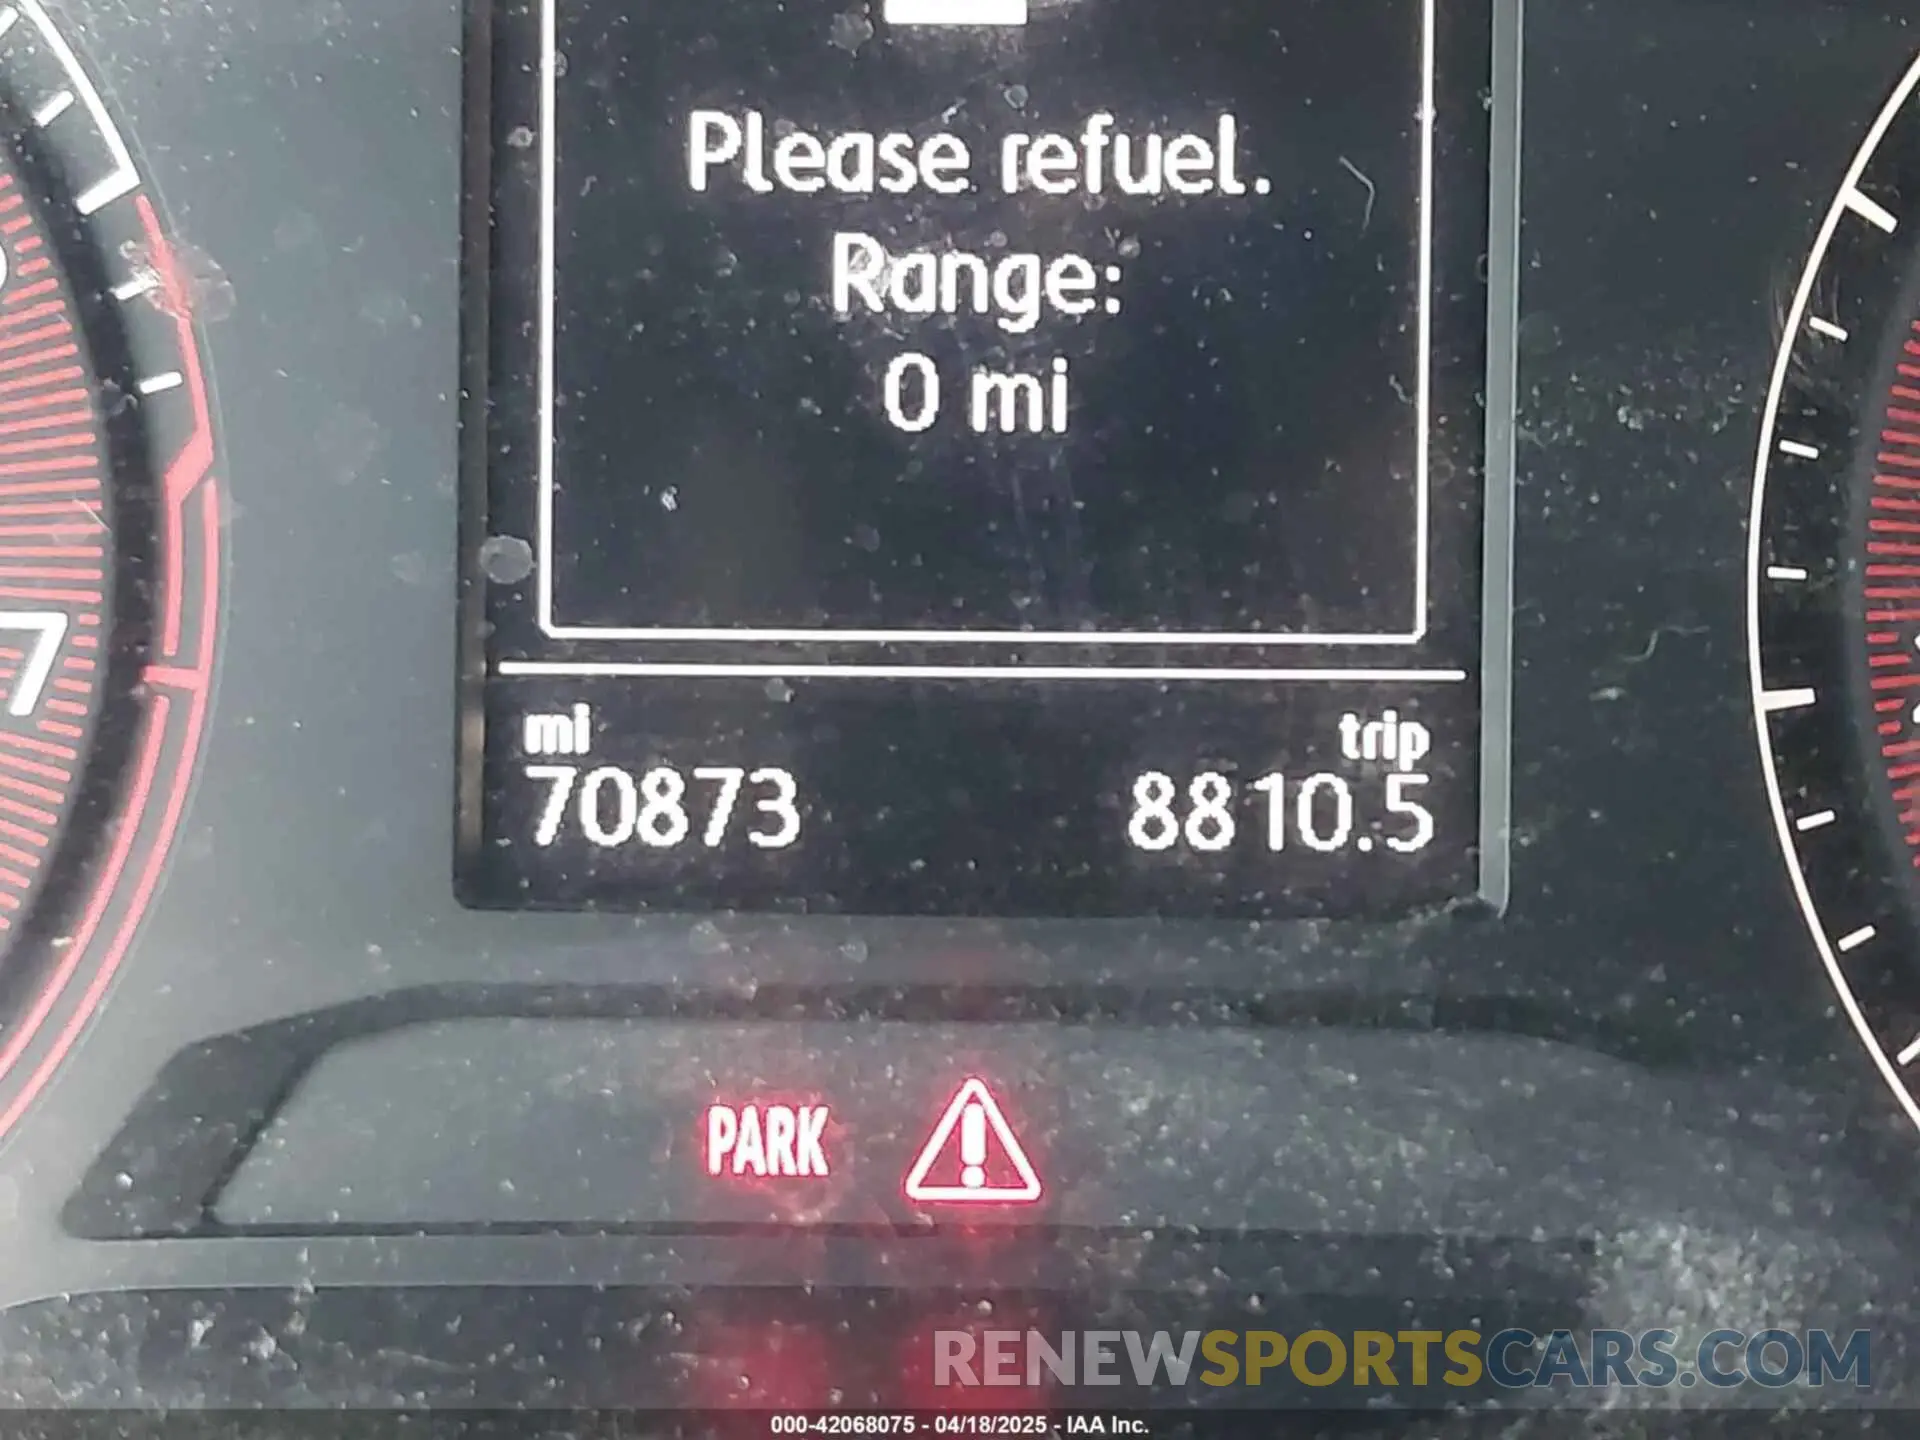 Please refuel.
Range:
0 mi
7
mi trip
70873 8810.5
PARK
RENEWSPORTSCARS.COM
000-42068075 - 04/18/2025 - IAA Inc.